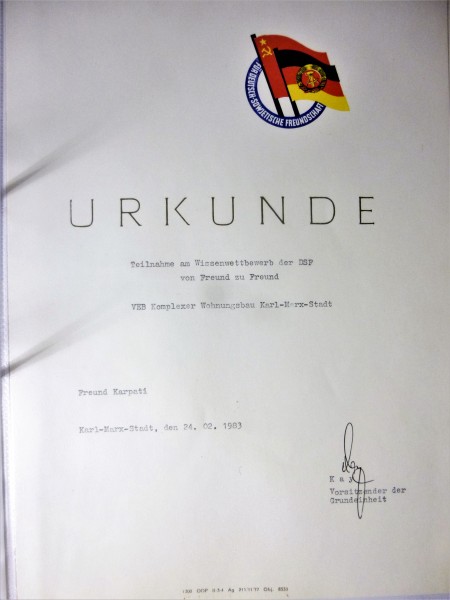 FÜR DEUTSCH-SOWJETISCHE FREUNDSCHAFT
URKUNDE
Teilnahme am Wissenwettbewerb der DSF
von Freund zu Freund
VEB Komplexer Wohnungsbau Karl-Marx-Stadt
Freund Karpati
Karl-Marx-Stadt, den 24. 02. 1983
Vorsitzender der
Grundeinheit